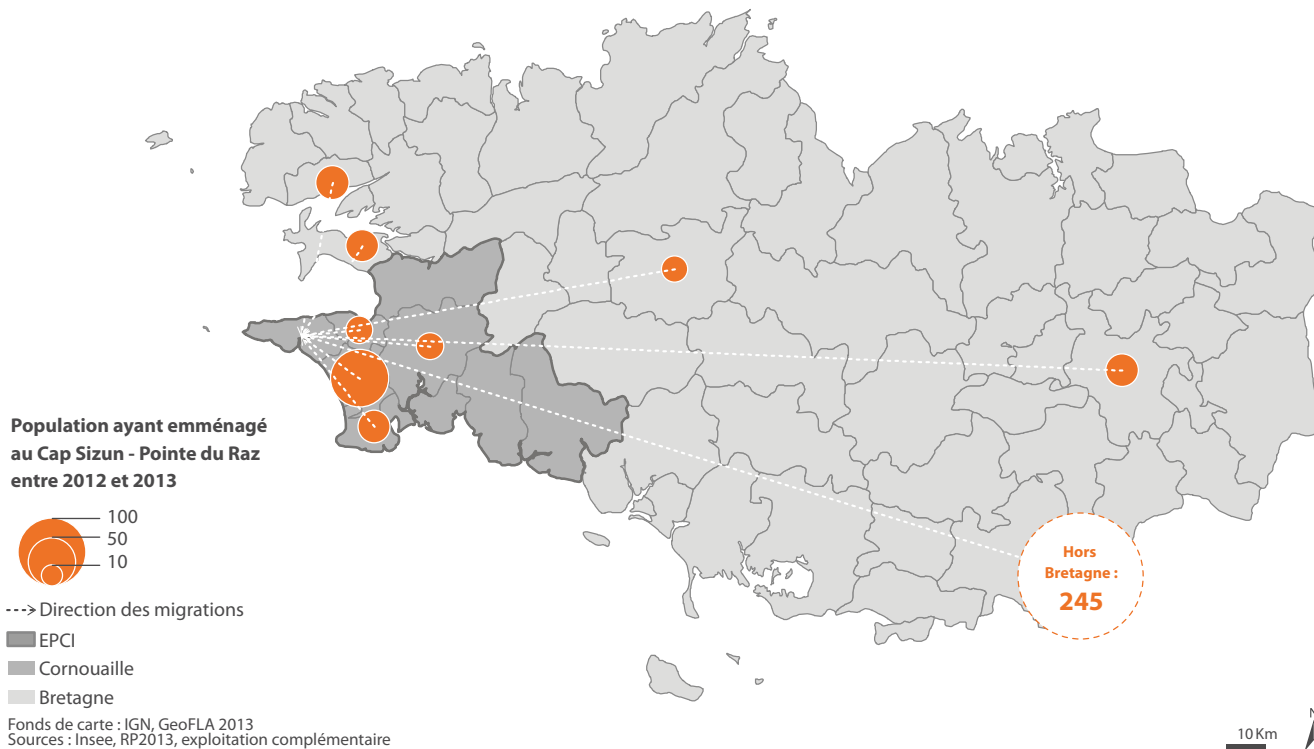 Population ayant emménagé
au Cap Sizun - Pointe du Raz
entre 2012 et 2013
100
50
10
Direction des migrations
EPCI
Cornouaille
Bretagne
Fonds de carte : IGN, GeoFLA 2013
Sources : Insee, RP2013, exploitation complémentaire
Hors
Bretagne :
245
10 Km
N